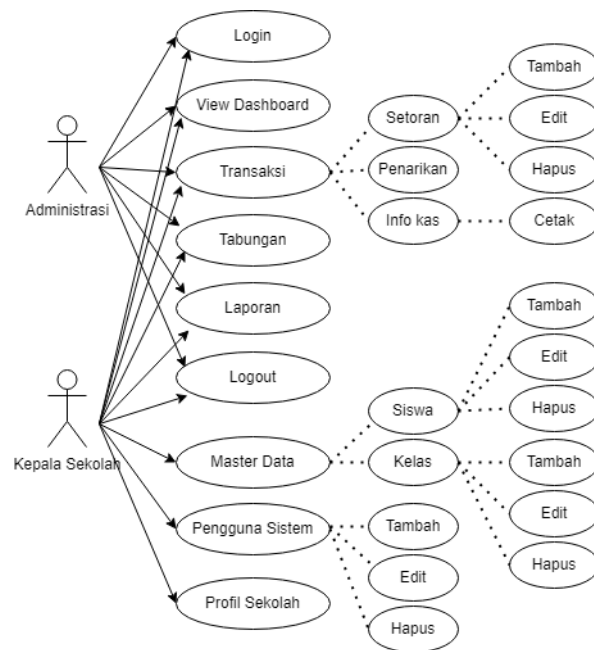 Login
Tambah
View Dashboard
Setoran
Edit
Transaksi
Penarikan
Hapus
Administrasi
Info kas
Cetak
Tabungan
Laporan
Tambah
Edit
Logout
Siswa
Hapus
Kepala Sekolah
Master Data
Kelas
Tambah
Pengguna Sistem
Tambah
Edit
Edit
Hapus
Profil Sekolah
Hapus